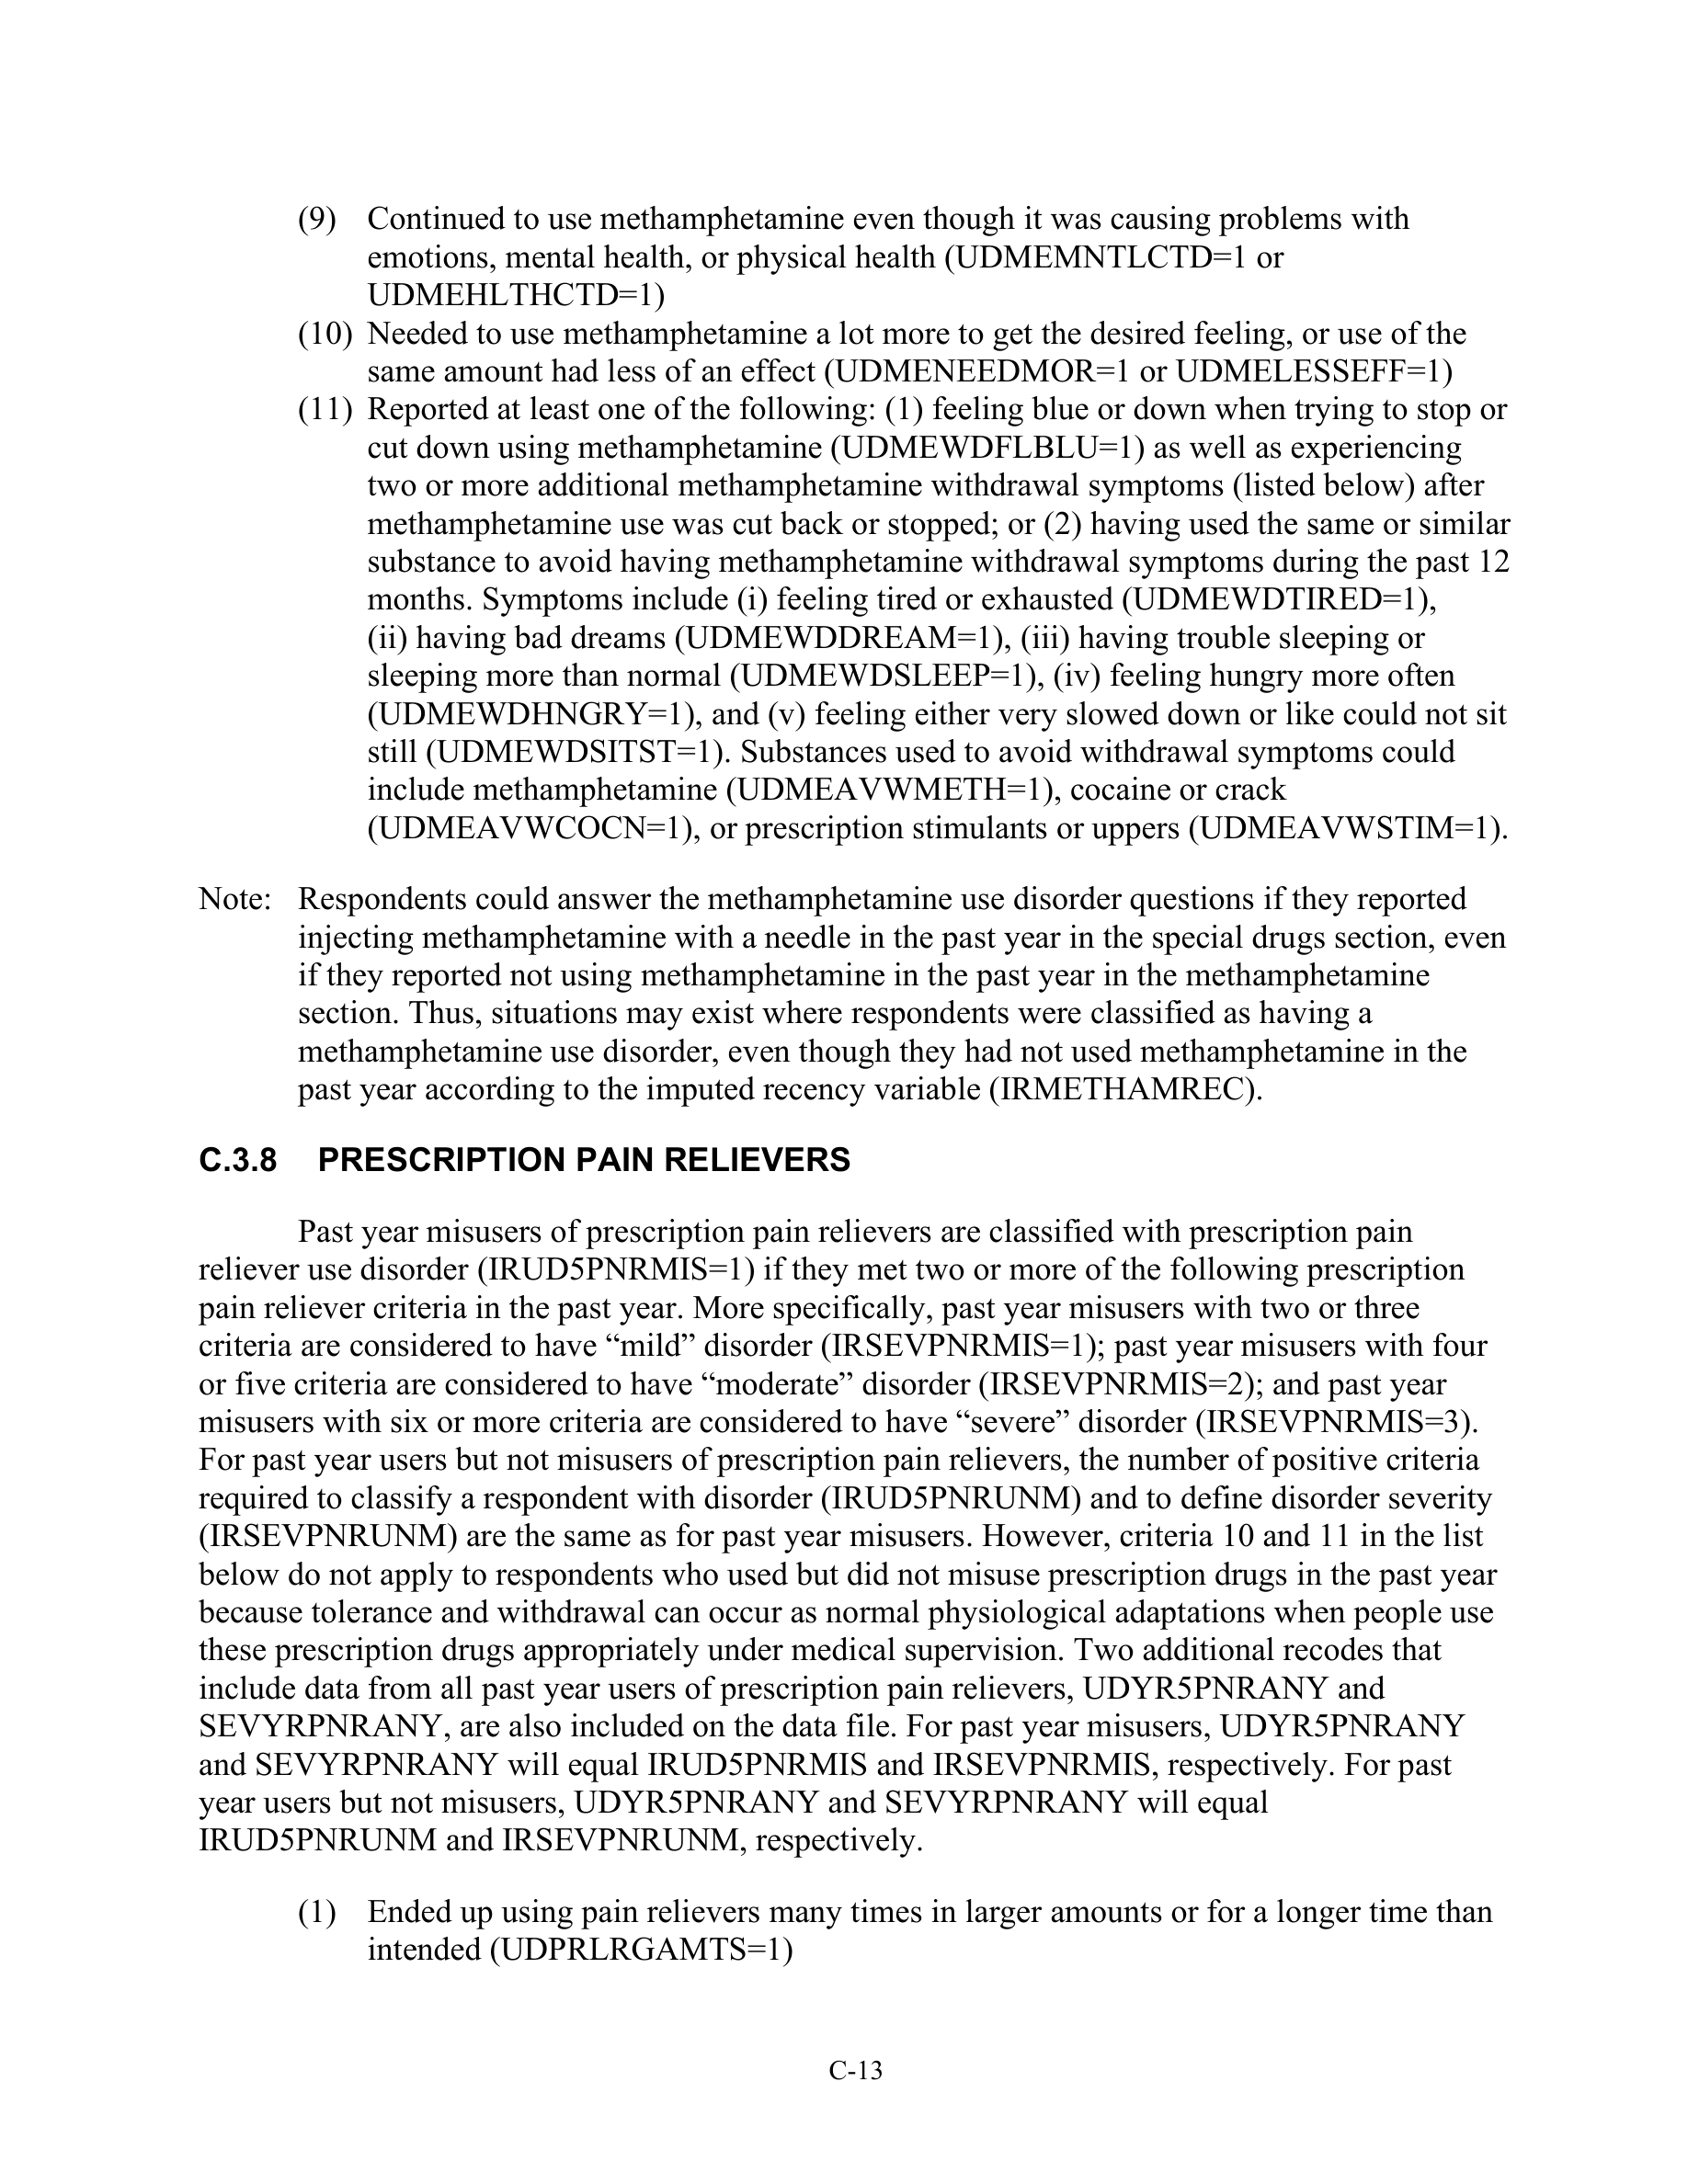 (9) Continued to use methamphetamine even though it was causing problems with
emotions, mental health, or physical health (UDMEMNTLCTD=1 or
UDMEHLTHCTD=1)
(10) Needed to use methamphetamine a lot more to get the desired feeling, or use of the
same amount had less of an effect (UDMENEEDMOR=1 or UDMELESSEFF=1)
(11) Reported at least one of the following: (1) feeling blue or down when trying to stop or
cut down using methamphetamine (UDMEWDFLBLU=1) as well as experiencing
two or more additional methamphetamine withdrawal symptoms (listed below) after
methamphetamine use was cut back or stopped; or (2) having used the same or similar
substance to avoid having methamphetamine withdrawal symptoms during the past 12
months. Symptoms include (i) feeling tired or exhausted (UDMEWDTIRED=1),
(ii) having bad dreams (UDMEWDDREAM=1), (iii) having trouble sleeping or
sleeping more than normal (UDMEWDSLEEP=1), (iv) feeling hungry more often
(UDMEWDHNGRY=1), and (v) feeling either very slowed down or like could not sit
still (UDMEWDSITST=1). Substances used to avoid withdrawal symptoms could
include methamphetamine (UDMEAVWMETH=1), cocaine or crack
(UDMEAVWCOCN=1), or prescription stimulants or uppers (UDMEAVWSTIM=1).
Note: Respondents could answer the methamphetamine use disorder questions if they reported
injecting methamphetamine with a needle in the past year in the special drugs section, even
if they reported not using methamphetamine in the past year in the methamphetamine
section. Thus, situations may exist where respondents were classified as having a
methamphetamine use disorder, even though they had not used methamphetamine in the
past year according to the imputed recency variable (IRMETHAMREC).
C.3.8 PRESCRIPTION PAIN RELIEVERS
Past year misusers of prescription pain relievers are classified with prescription pain
reliever use disorder (IRUD5PNRMIS=1) if they met two or more of the following prescription
pain reliever criteria in the past year. More specifically, past year misusers with two or three
criteria are considered to have “mild” disorder (IRSEVPNRMIS=1); past year misusers with four
or five criteria are considered to have “moderate” disorder (IRSEVPNRMIS=2); and past year
misusers with six or more criteria are considered to have “severe” disorder (IRSEVPNRMIS=3).
For past year users but not misusers of prescription pain relievers, the number of positive criteria
required to classify a respondent with disorder (IRUD5PNRUNM) and to define disorder severity
(IRSEVPNRUNM) are the same as for past year misusers. However, criteria 10 and 11 in the list
below do not apply to respondents who used but did not misuse prescription drugs in the past year
because tolerance and withdrawal can occur as normal physiological adaptations when people use
these prescription drugs appropriately under medical supervision. Two additional recodes that
include data from all past year users of prescription pain relievers, UDYR5PNRANY and
SEVYRPNRANY, are also included on the data file. For past year misusers, UDYR5PNRANY
and SEVYRPNRANY will equal IRUD5PNRMIS and IRSEVPNRMIS, respectively. For past
year users but not misusers, UDYR5PNRANY and SEVYRPNRANY will equal
IRUD5PNRUNM and IRSEVPNRUNM, respectively.
(1) Ended up using pain relievers many times in larger amounts or for a longer time than
intended (UDPRLRGAMTS=1)
C-13